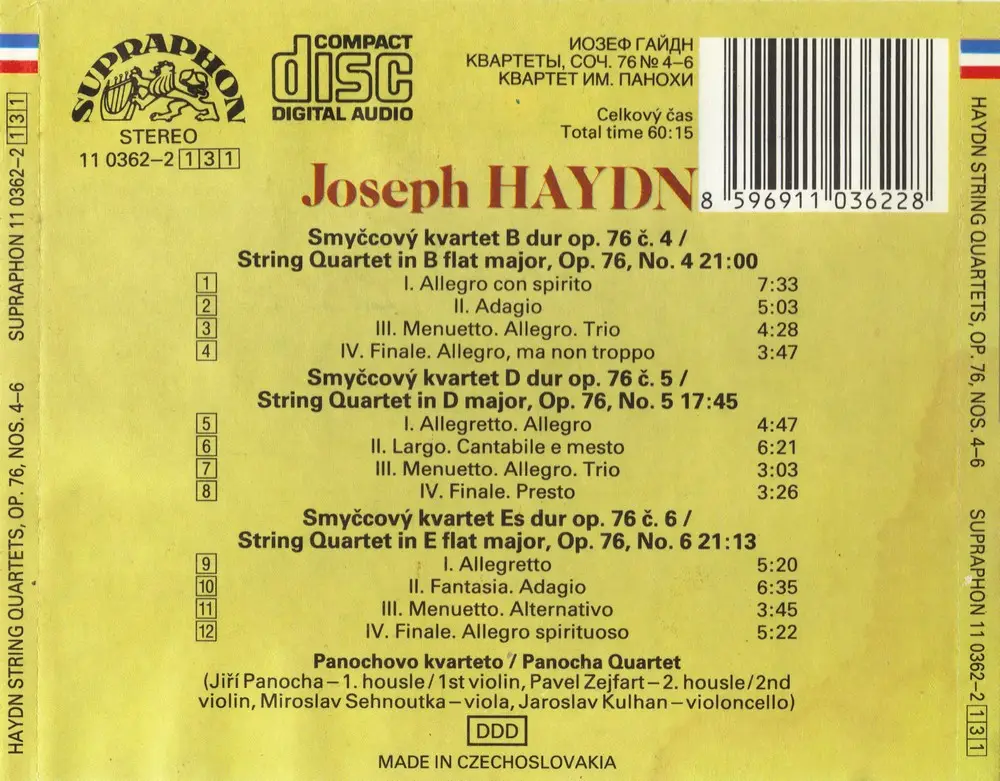 SUPRAPHON
STEREO
11 0362–2 131
COMPACT
disc
DIGITAL AUDIO
ИОЗЕФ ГАЙДН
КВАРТЕТЫ, СОЧ. 76 № 4–6
КВАРТЕТ ИМ. ПАНОХИ
Celkový čas
Total time 60:15
8 596911 036228
Joseph HAYDN
Smyčcový kvartet B dur op. 76 č. 4 /
String Quartet in B flat major, Op. 76, No. 4 21:00
1 I. Allegro con spirito 7:33
2 II. Adagio 5:03
3 III. Menuetto. Allegro. Trio 4:28
4 IV. Finale. Allegro, ma non troppo 3:47
Smyčcový kvartet D dur op. 76 č. 5 /
String Quartet in D major, Op. 76, No. 5 17:45
5 I. Allegretto. Allegro 4:47
6 II. Largo. Cantabile e mesto 6:21
7 III. Menuetto. Allegro. Trio 3:03
8 IV. Finale. Presto 3:26
Smyčcový kvartet Es dur op. 76 č. 6 /
String Quartet in E flat major, Op. 76, No. 6 21:13
9 I. Allegretto 5:20
10 II. Fantasia. Adagio 6:35
11 III. Menuetto. Alternativo 3:45
12 IV. Finale. Allegro spirituoso 5:22
Panochovo kvarteto / Panocha Quartet
(Jiří Panocha – 1. housle / 1st violin, Pavel Zejfart – 2. housle / 2nd
violin, Miroslav Sehnoutka – viola, Jaroslav Kulhan – violoncello)
DDD
MADE IN CZECHOSLOVAKIA
HAYDN STRING QUARTETS, OP. 76, NOS. 4–6 SUPRAPHON 11 0362–2 131
HAYDN STRING QUARTETS, OP. 76, NOS. 4–6 SUPRAPHON 11 0362–2 131